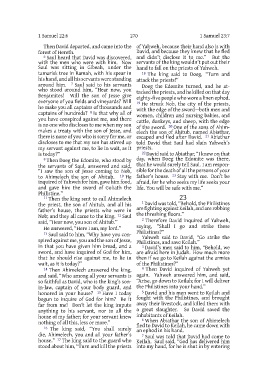 1 Samuel 22:6 270 1 Samuel 23:7
Then David departed, and came into the
forest of Hereth.
6 Saul heard that David was discovered,
with the men who were with him. Now
Saul was sitting in Gibeah, under the
tamarisk tree in Ramah, with his spear in
his hand, and all his servants were standing
around him. 7 Saul said to his servants
who stood around him, "Hear now, you
Benjamites! Will the son of Jesse give
everyone of you fields and vineyards? Will
he make you all captains of thousands and
captains of hundreds? 8 Is that why all of
you have conspired against me, and there
is no one who discloses to me when my son
makes a treaty with the son of Jesse, and
there is none of you who is sorry for me, or
discloses to me that my son has stirred up
my servant against me, to lie in wait, as it
is today?"
9 Then Doeg the Edomite, who stood by
the servants of Saul, answered and said,
"I saw the son of Jesse coming to Nob,
to Ahimelech the son of Ahitub. 10 He
inquired of Yahweh for him, gave him food,
and gave him the sword of Goliath the
Philistine."
11 Then the king sent to call Ahimelech
the priest, the son of Ahitub, and all his
father's house, the priests who were in
Nob; and they all came to the king. 12 Saul
said, "Hear now, you son of Ahitub."
He answered, "Here I am, my lord."
13 Saul said to him, "Why have you con-
spired against me, you and the son of Jesse,
in that you have given him bread, and a
sword, and have inquired of God for him,
that he should rise against me, to lie in
wait, as it is today?"
14 Then Ahimelech answered the king,
and said, "Who among all your servants is
so faithful as David, who is the king's son-
in-law, captain of your body guard, and
honored in your house? 15 Have I today
begun to inquire of God for him? Be it
far from me! Don't let the king impute
anything to his servant, nor to all the
house of my father; for your servant knew
nothing of all this, less or more."
16 The king said, "You shall surely
die, Ahimelech, you and all your father's
house." 17 The king said to the guard who
stood about him, "Turn and kill the priests
of Yahweh, because their hand also is with
David, and because they knew that he fled
and didn't disclose it to me." But the
servants of the king wouldn't put out their
hand to fall on the priests of Yahweh.
18 The king said to Doeg, "Turn and
attack the priests!"
Doeg the Edomite turned, and he at-
tacked the priests, and he killed on that day
eighty-five people who wore a linen ephod.
19 He struck Nob, the city of the priests,
with the edge of the sword—both men and
women, children and nursing babies, and
cattle, donkeys, and sheep, with the edge
of the sword. 20 One of the sons of Ahim-
elech the son of Ahitub, named Abiathar,
escaped and fled after David. 21 Abiathar
told David that Saul had slain Yahweh's
priests.
22 David said to Abiathar, "I knew on that
day, when Doeg the Edomite was there,
that he would surely tell Saul. I am respon-
sible for the death of all the persons of your
father's house. 23 Stay with me. Don't be
afraid, for he who seeks my life seeks your
life. You will be safe with me."
23
1 David was told, "Behold, the Philistines
are fighting against Keilah, and are robbing
the threshing floors."
2 Therefore David inquired of Yahweh,
saying, "Shall I go and strike these
Philistines?"
Yahweh said to David, "Go strike the
Philistines, and save Keilah."
3 David's men said to him, "Behold, we
are afraid here in Judah. How much more
then if we go to Keilah against the armies
of the Philistines?"
4 Then David inquired of Yahweh yet
again. Yahweh answered him, and said,
"Arise, go down to Keilah; for I will deliver
the Philistines into your hand."
5 David and his men went to Keilah and
fought with the Philistines, and brought
away their livestock, and killed them with
a great slaughter. So David saved the
inhabitants of Keilah.
6 When Abiathar the son of Ahimelech
fled to David to Keilah, he came down with
an ephod in his hand.
7 Saul was told that David had come to
Keilah. Saul said, "God has delivered him
into my hand, for he is shut in by entering